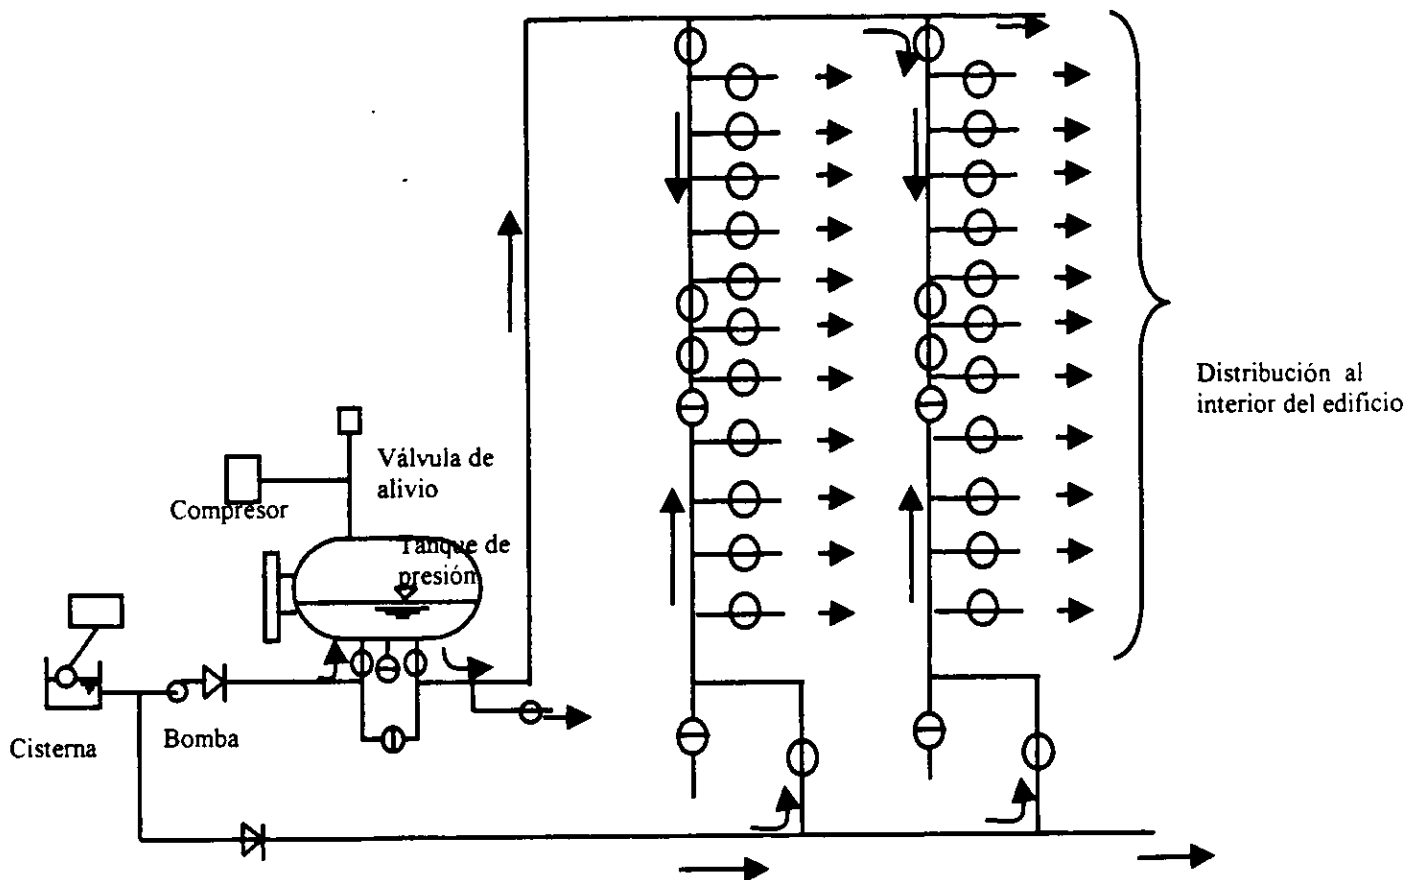 Distribución al
interior del edificio
Válvula de
alivio
Compresor
Tanque de
presión
Cisterna
Bomba